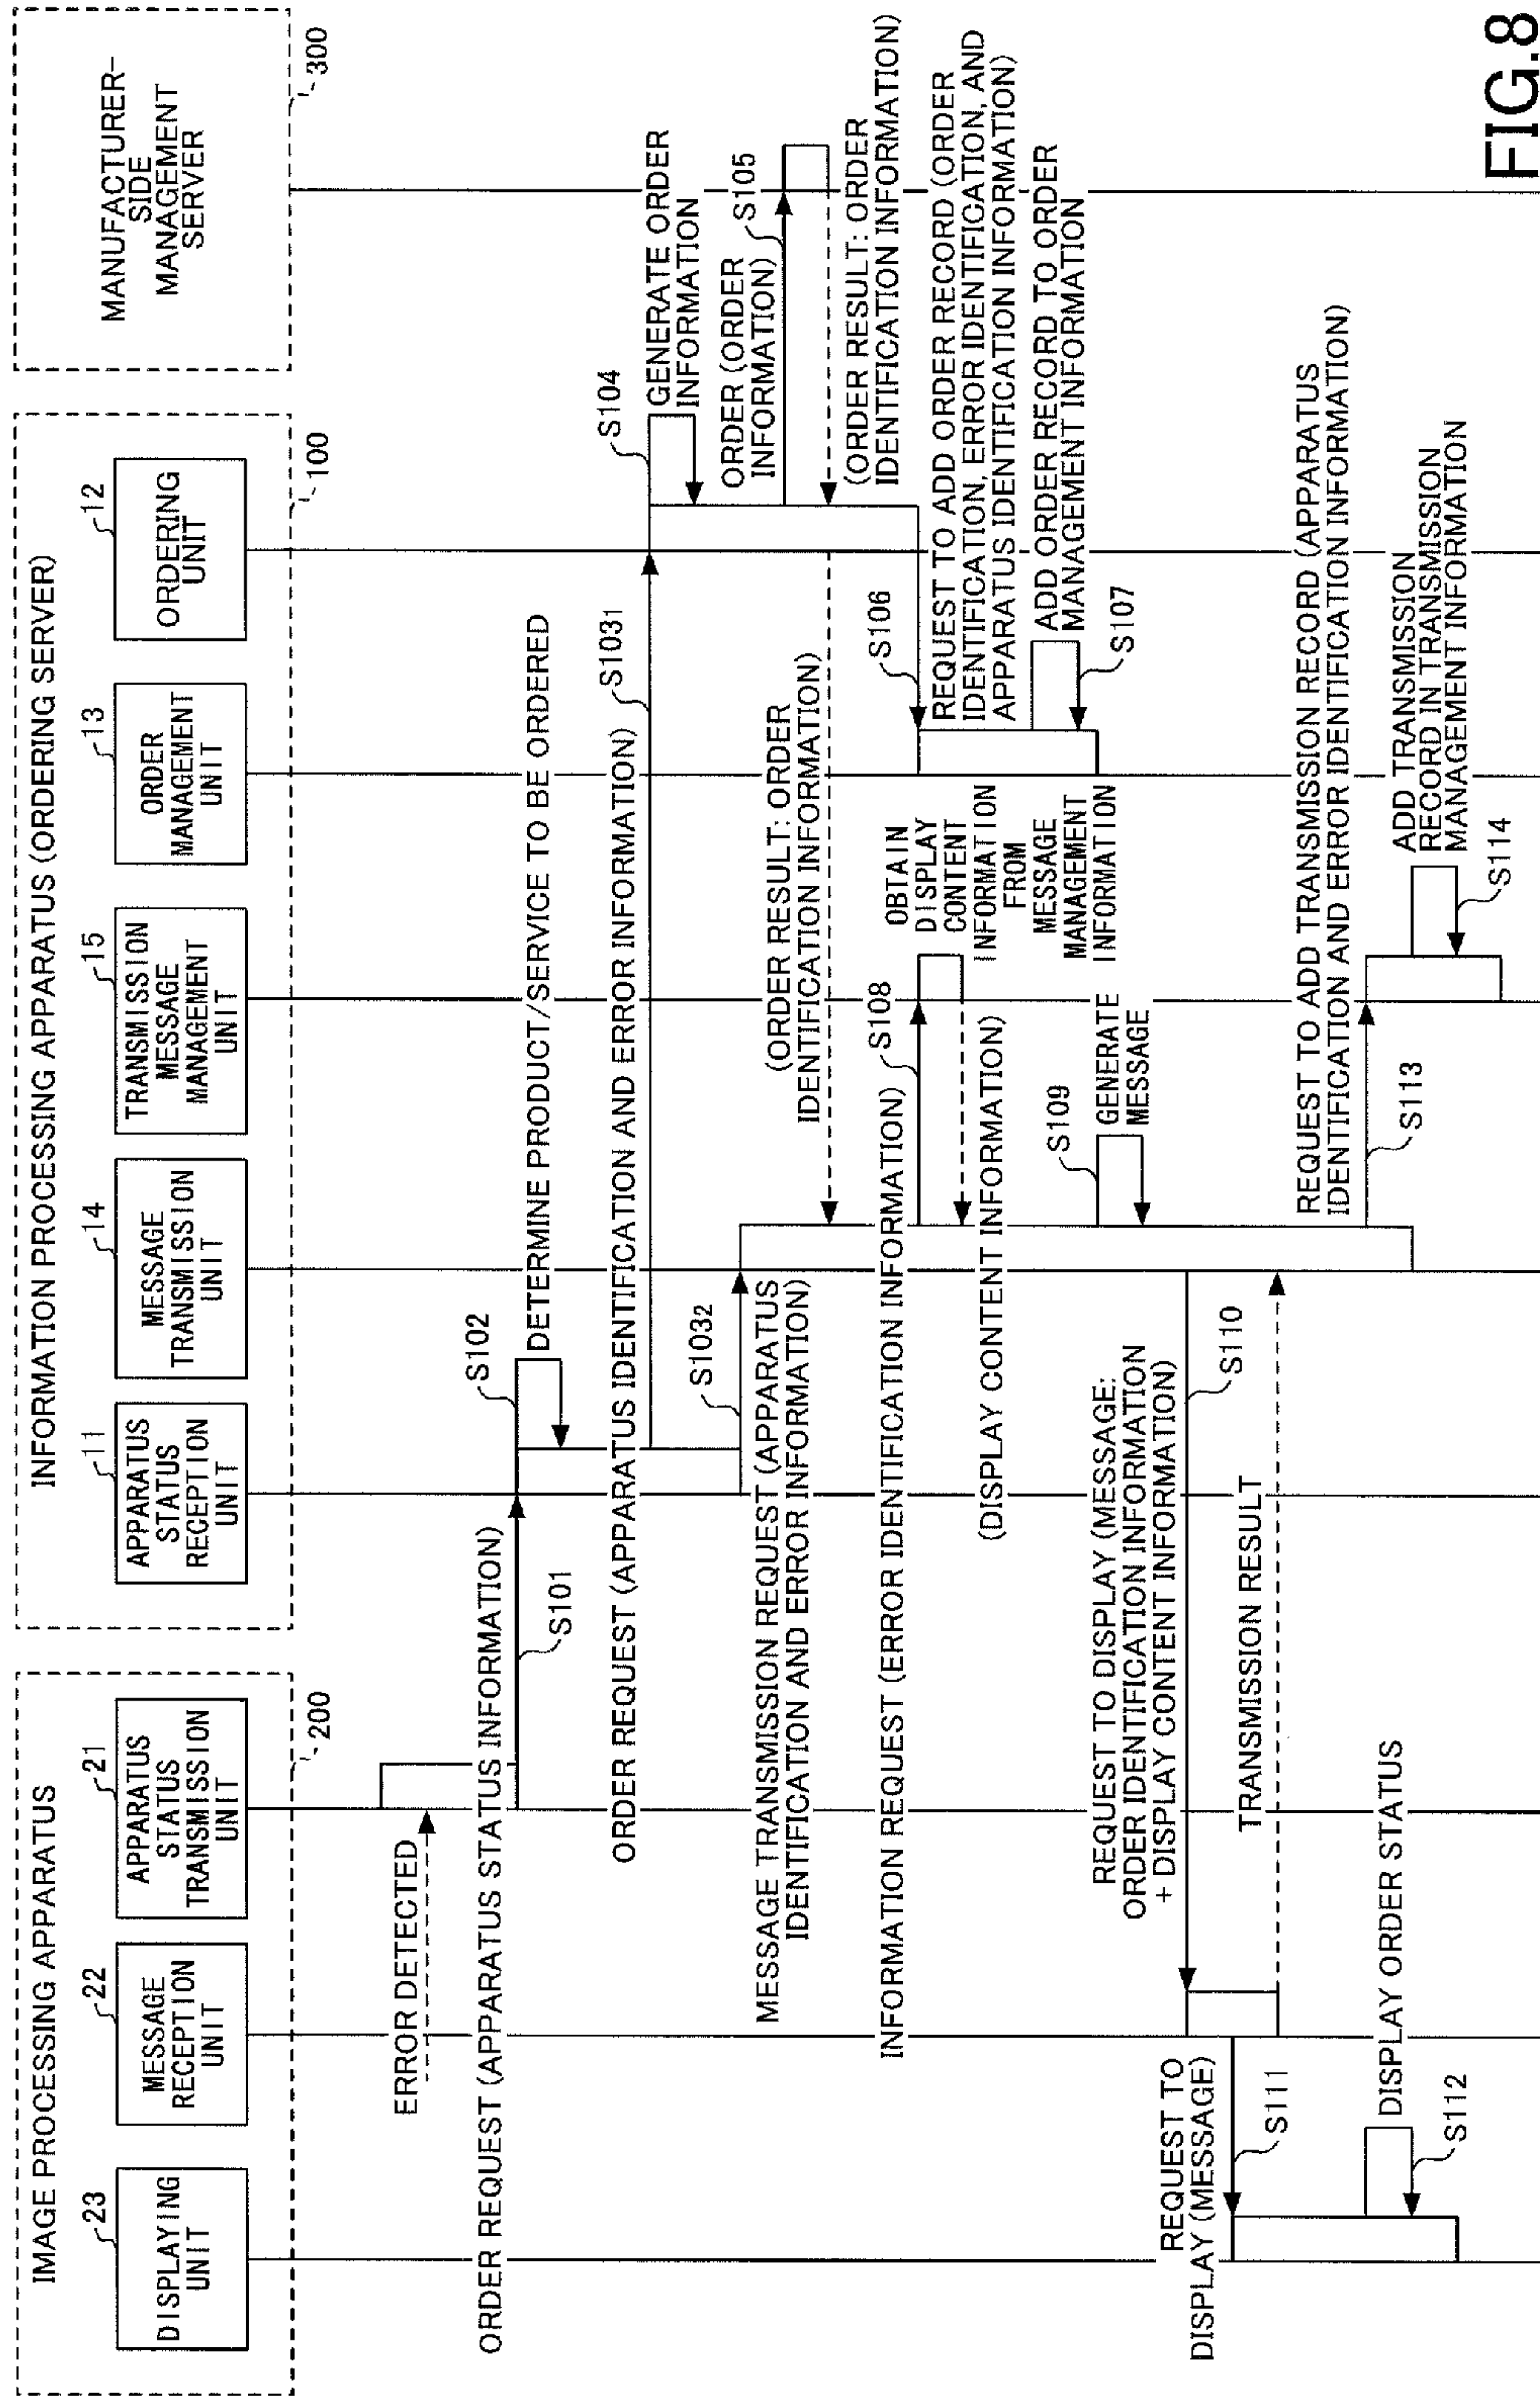 IMAGE PROCESSING APPARATUS
INFORMATION PROCESSING APPARATUS (ORDERING SERVER)
23
DISPLAYING
UNIT
22
MESSAGE
RECEPTION
UNIT
21
APPARATUS
STATUS
TRANSMISSION
UNIT
200
11
APPARATUS
STATUS
RECEPTION
UNIT
14
MESSAGE
TRANSMISSION
UNIT
15
TRANSMISSION
MESSAGE
MANAGEMENT
UNIT
13
ORDER
MANAGEMENT
UNIT
12
ORDERING
UNIT
100
MANUFACTURER-
SIDE
MANAGEMENT
SERVER
300
ERROR DETECTED
ORDER REQUEST (APPARATUS STATUS INFORMATION)
S101
S102
DETERMINE PRODUCT/SERVICE TO BE ORDERED
ORDER REQUEST (APPARATUS IDENTIFICATION AND ERROR INFORMATION)
S1031
S104
GENERATE ORDER
INFORMATION
S1032
MESSAGE TRANSMISSION REQUEST (APPARATUS
IDENTIFICATION AND ERROR INFORMATION)
ORDER (ORDER
INFORMATION)
S105
(ORDER RESULT: ORDER
IDENTIFICATION INFORMATION)
(ORDER RESULT: ORDER
IDENTIFICATION INFORMATION)
S106
REQUEST TO ADD ORDER RECORD (ORDER
IDENTIFICATION, ERROR IDENTIFICATION, AND
APPARATUS IDENTIFICATION INFORMATION)
ADD ORDER RECORD TO ORDER
MANAGEMENT INFORMATION
S107
INFORMATION REQUEST (ERROR IDENTIFICATION INFORMATION)
S108
OBTAIN
DISPLAY
CONTENT
INFORMATION
FROM
MESSAGE
MANAGEMENT
INFORMATION
(DISPLAY CONTENT INFORMATION)
S109
GENERATE
MESSAGE
REQUEST TO DISPLAY (MESSAGE:
ORDER IDENTIFICATION INFORMATION
+ DISPLAY CONTENT INFORMATION)
S110
REQUEST TO
DISPLAY (MESSAGE)
S111
TRANSMISSION RESULT
DISPLAY ORDER STATUS
S112
REQUEST TO ADD TRANSMISSION RECORD (APPARATUS
IDENTIFICATION AND ERROR IDENTIFICATION INFORMATION)
S113
ADD TRANSMISSION
RECORD IN TRANSMISSION
MANAGEMENT INFORMATION
S114
FIG.8